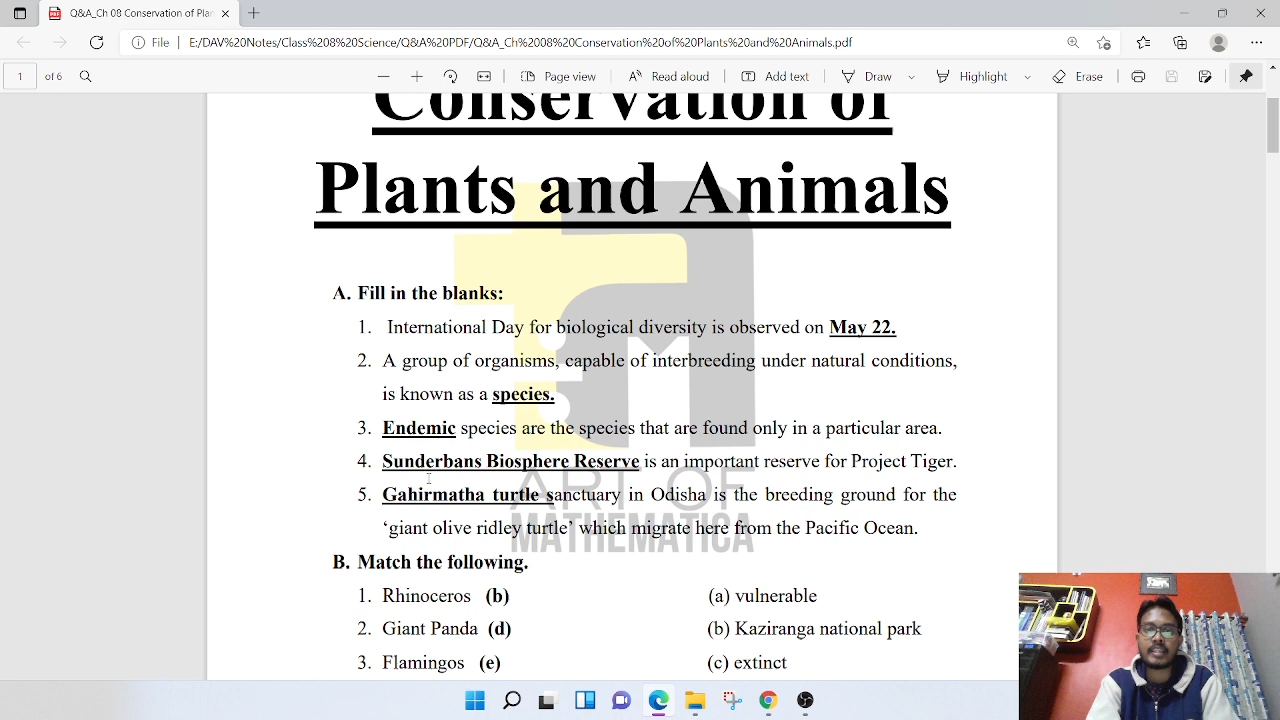 Q&A_Ch 08 Conservation of Plan
File | E:/DAV%20Notes/Class%208%20Science/Q&A%20PDF/Q&A_Ch%2008%20Conservation%20of%20Plants%20and%20Animals.pdf
1 of 6 Page view Read aloud Add text Draw Highlight Erase
Conservation of
Plants and Animals
A. Fill in the blanks:
1. International Day for biological diversity is observed on May 22.
2. A group of organisms, capable of interbreeding under natural conditions,
is known as a species.
3. Endemic species are the species that are found only in a particular area.
4. Sunderbans Biosphere Reserve is an important reserve for Project Tiger.
5. Gahirmatha turtle sanctuary in Odisha is the breeding ground for the
‘giant olive ridley turtle’ which migrate here from the Pacific Ocean.
ART OF
MATHEMATICA
B. Match the following.
1. Rhinoceros (b) (a) vulnerable
2. Giant Panda (d) (b) Kaziranga national park
3. Flamingos (e) (c) extinct